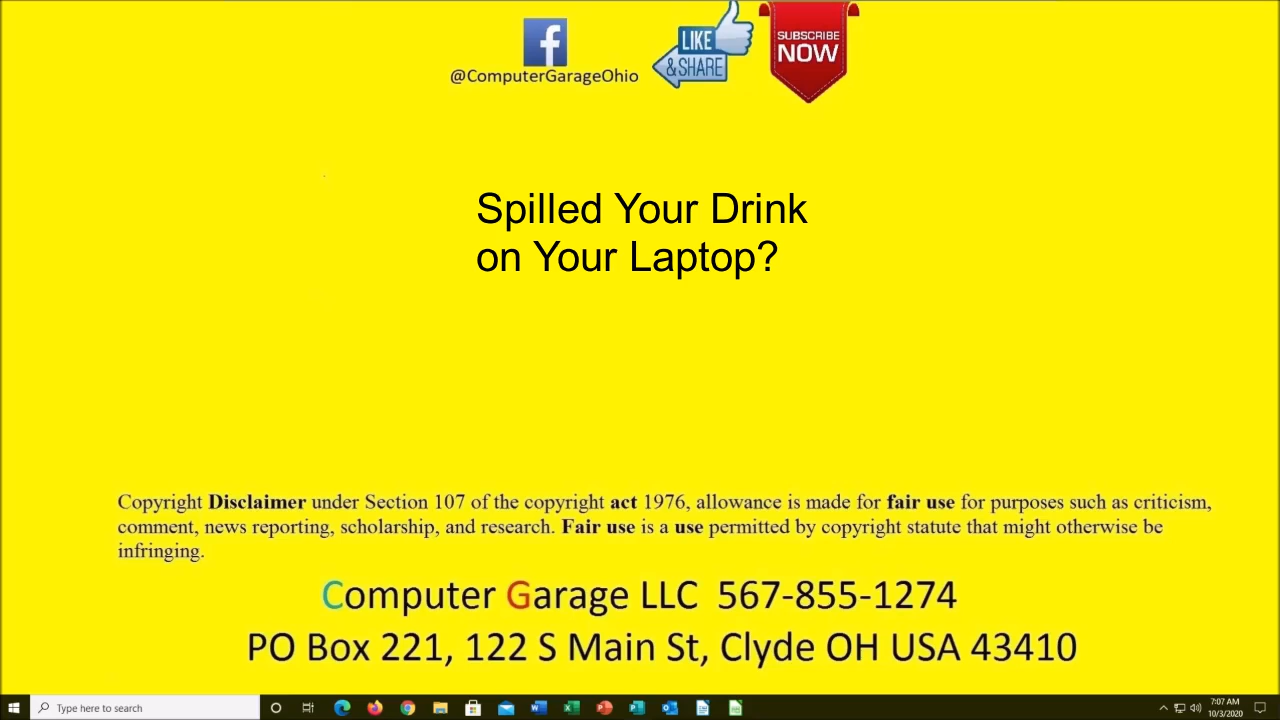 @ComputerGarageOhio
LIKE
& SHARE
SUBSCRIBE
NOW
Spilled Your Drink
on Your Laptop?
Copyright Disclaimer under Section 107 of the copyright act 1976, allowance is made for fair use for purposes such as criticism,
comment, news reporting, scholarship, and research. Fair use is a use permitted by copyright statute that might otherwise be
infringing.
Computer Garage LLC 567-855-1274
PO Box 221, 122 S Main St, Clyde OH USA 43410
Type here to search
7:07 AM
10/3/2020